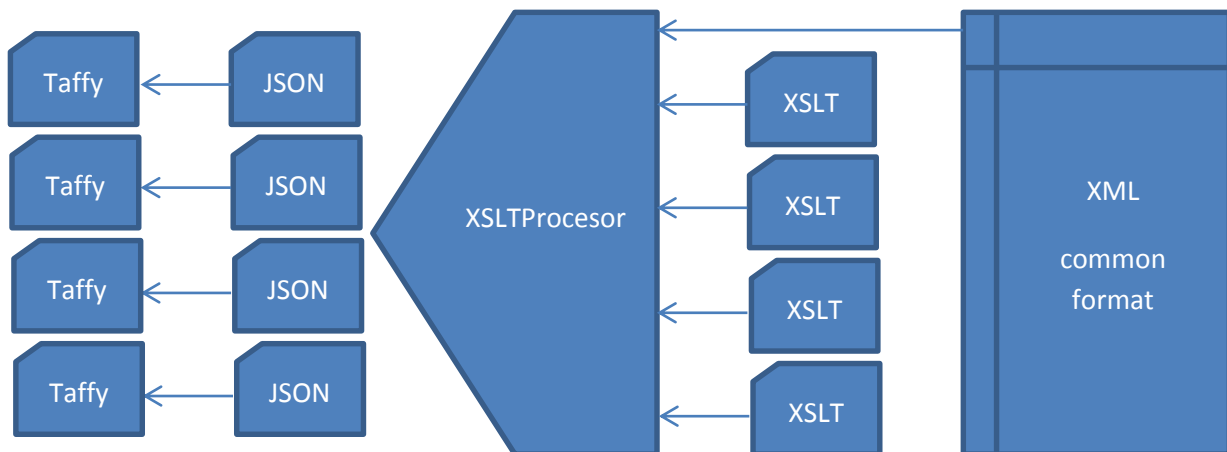 Taffy
JSON
XSLT
Taffy
JSON
XSLT
XSLTProcesor
XML
common
format
Taffy
JSON
XSLT
Taffy
JSON
XSLT